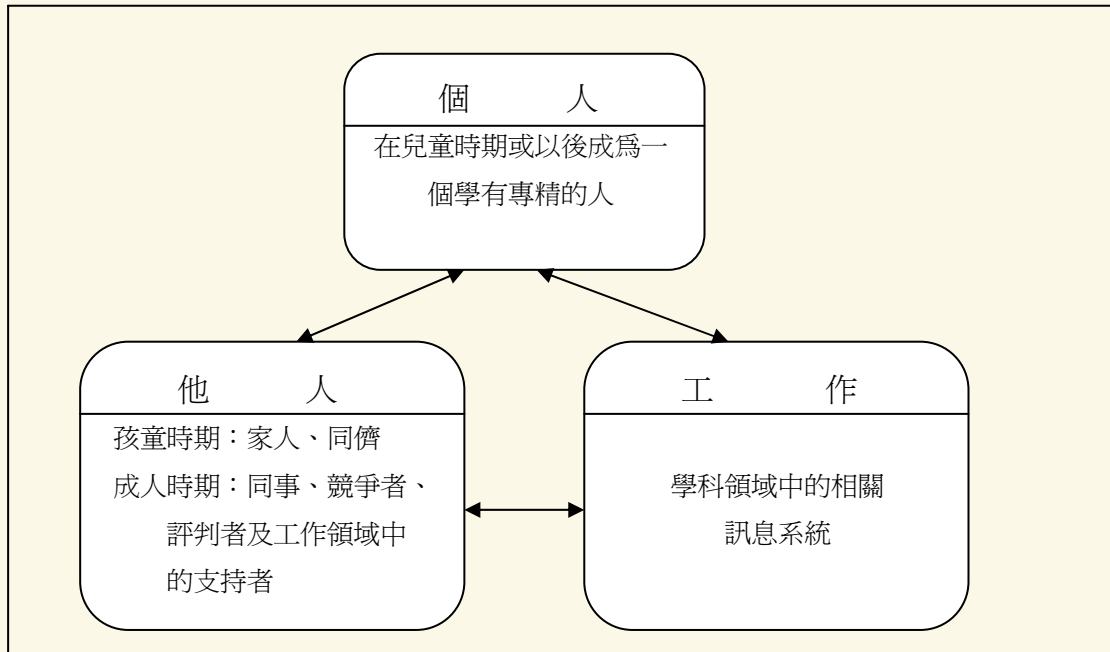 個人
在兒童時期或以後成爲一
個學有專精的人
他人
孩童時期：家人、同儕
成人時期：同事、競爭者、
評判者及工作領域中
的支持者
工作
學科領域中的相關
訊息系統